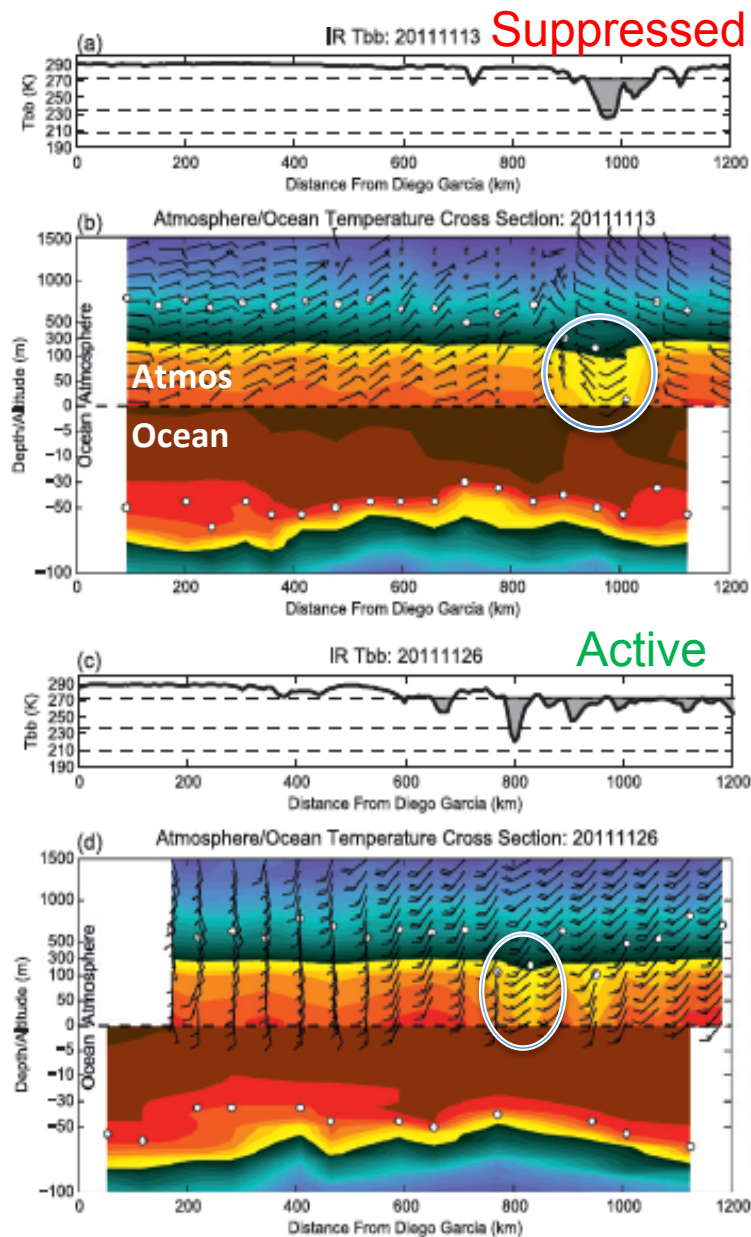 (a) IR Tbb: 20111113 Suppressed
290
270
250
230
210
190
Tbb (K)
0 200 400 600 800 1000 1200
Distance From Diego Garcia (km)
(b) Atmosphere/Ocean Temperature Cross Section: 20111113
1500
1000
500
300
100
50
0
−5
−10
−30
−50
−100
Depth/Altitude (m)
Ocean Atmosphere
Atmos
Ocean
0 200 400 600 800 1000 1200
Distance From Diego Garcia (km)
(c) IR Tbb: 20111126 Active
290
270
250
230
210
190
Tbb (K)
0 200 400 600 800 1000 1200
Distance From Diego Garcia (km)
(d) Atmosphere/Ocean Temperature Cross Section: 20111126
1500
1000
500
300
100
50
0
−5
−10
−30
−50
−100
Depth/Altitude (m)
Ocean Atmosphere
0 200 400 600 800 1000 1200
Distance From Diego Garcia (km)